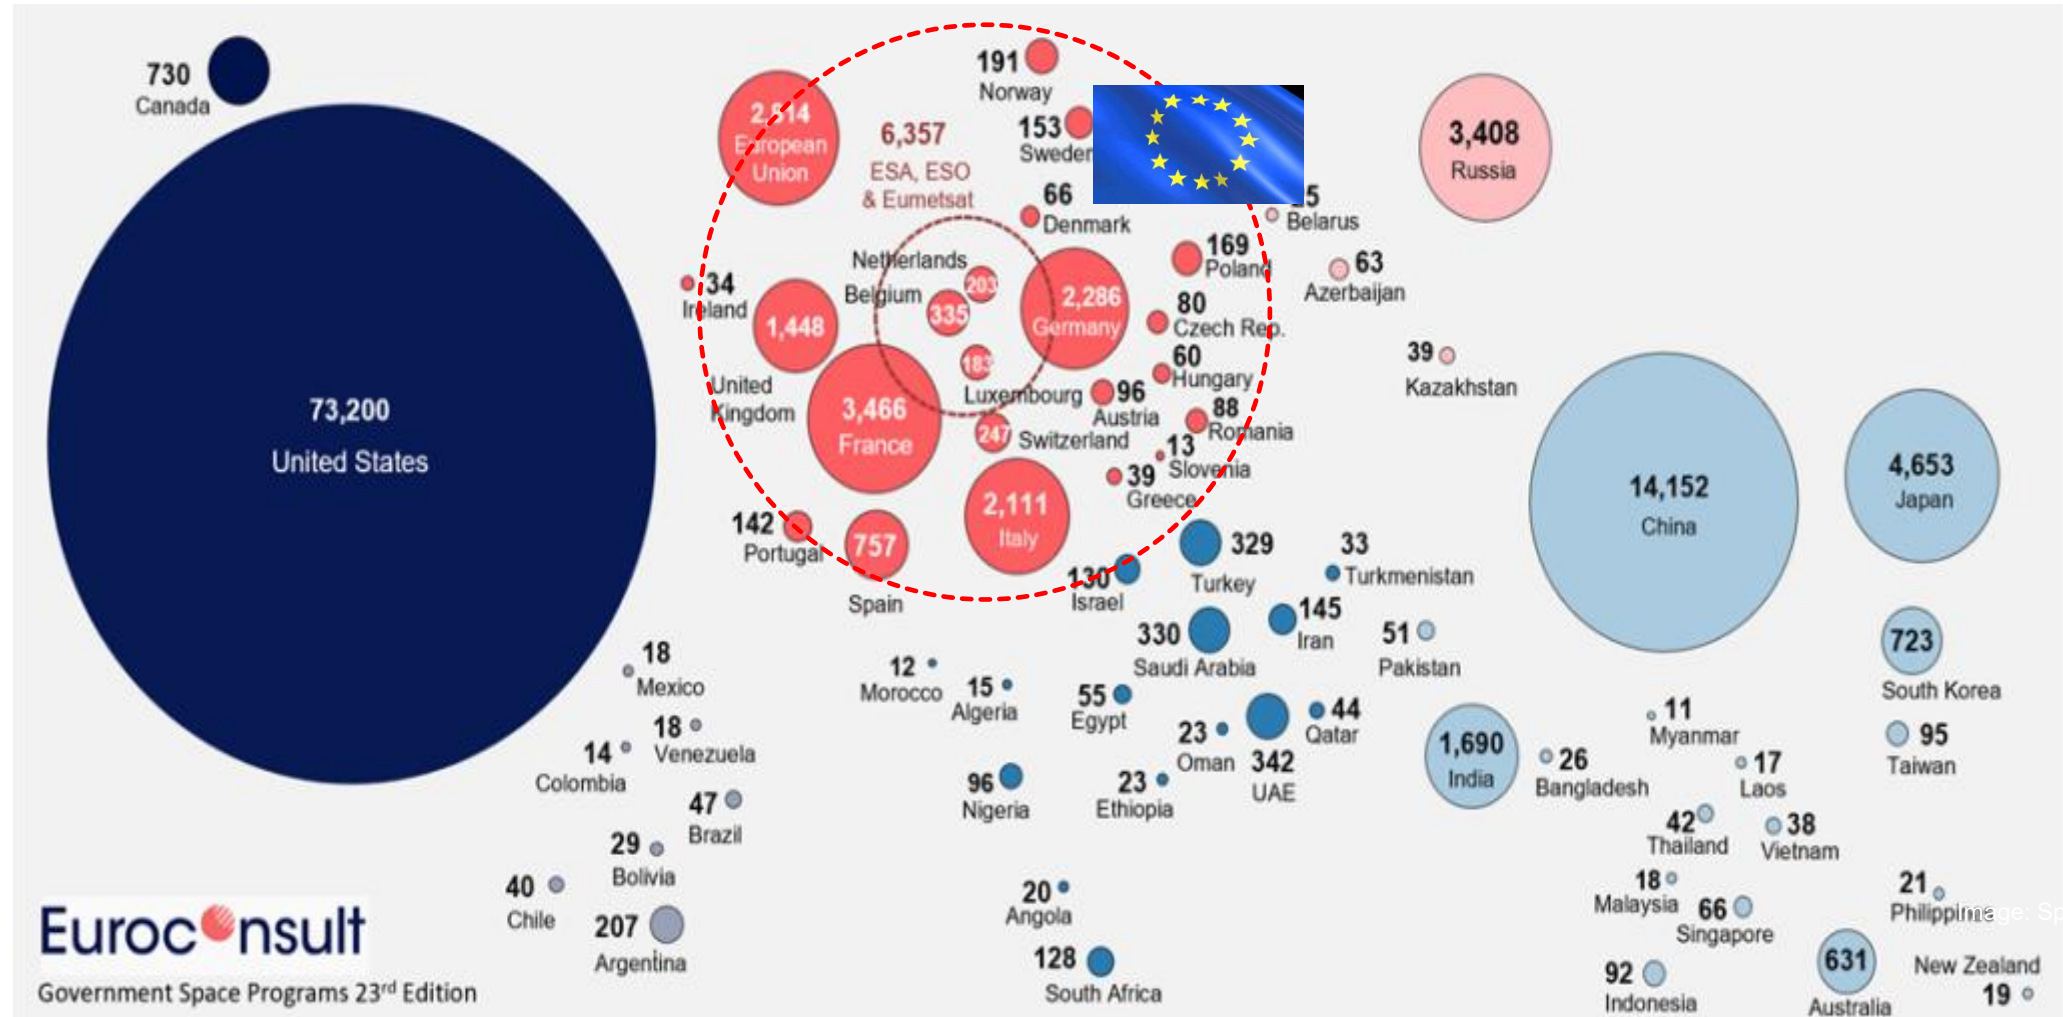 730
Canada
73,200
United States
2,814
European
Union
6,357
ESA, ESO
& Eumetsat
191
Norway
153
Sweden
66
Denmark
Netherlands
203
Belgium
335
183
Luxembourg
2,286
Germany
34
Ireland
1,448
United
Kingdom
3,466
France
247 Switzerland
2,111
Italy
142
Portugal
757
Spain
169
Poland
80
Czech Rep.
60
Hungary
96
Austria
88
Romania
13
Slovenia
39
Greece
3,408
Russia
Belarus
63
Azerbaijan
39
Kazakhstan
130
Israel
329
Turkey
33
Turkmenistan
330
Saudi Arabia
145
Iran
51
Pakistan
12
Morocco
15
Algeria
55
Egypt
23
Oman
342
UAE
44
Qatar
96
Nigeria
23
Ethiopia
20
Angola
128
South Africa
18
Mexico
18
Venezuela
14
Colombia
47
Brazil
29
Bolivia
40
Chile
207
Argentina
14,152
China
4,653
Japan
723
South Korea
95
Taiwan
1,690
India
26
Bangladesh
11
Myanmar
17
Laos
42
Thailand
38
Vietnam
18
Malaysia
66
Singapore
21
Philippines
Image: Sp
92
Indonesia
631
Australia
New Zealand
19
Euroconsult
Government Space Programs 23rd Edition